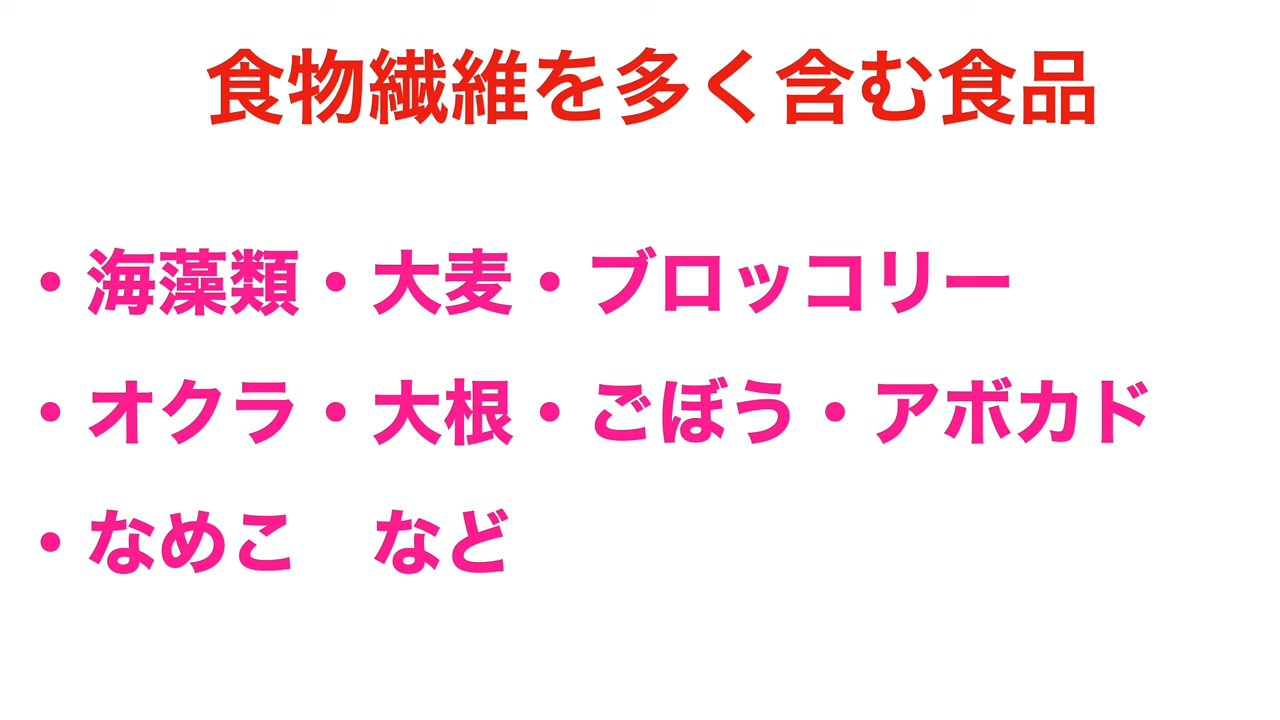 食物繊維を多く含む食品
・海藻類・大麦・ブロッコリー
・オクラ・大根・ごぼう・アボカド
・なめこ　など